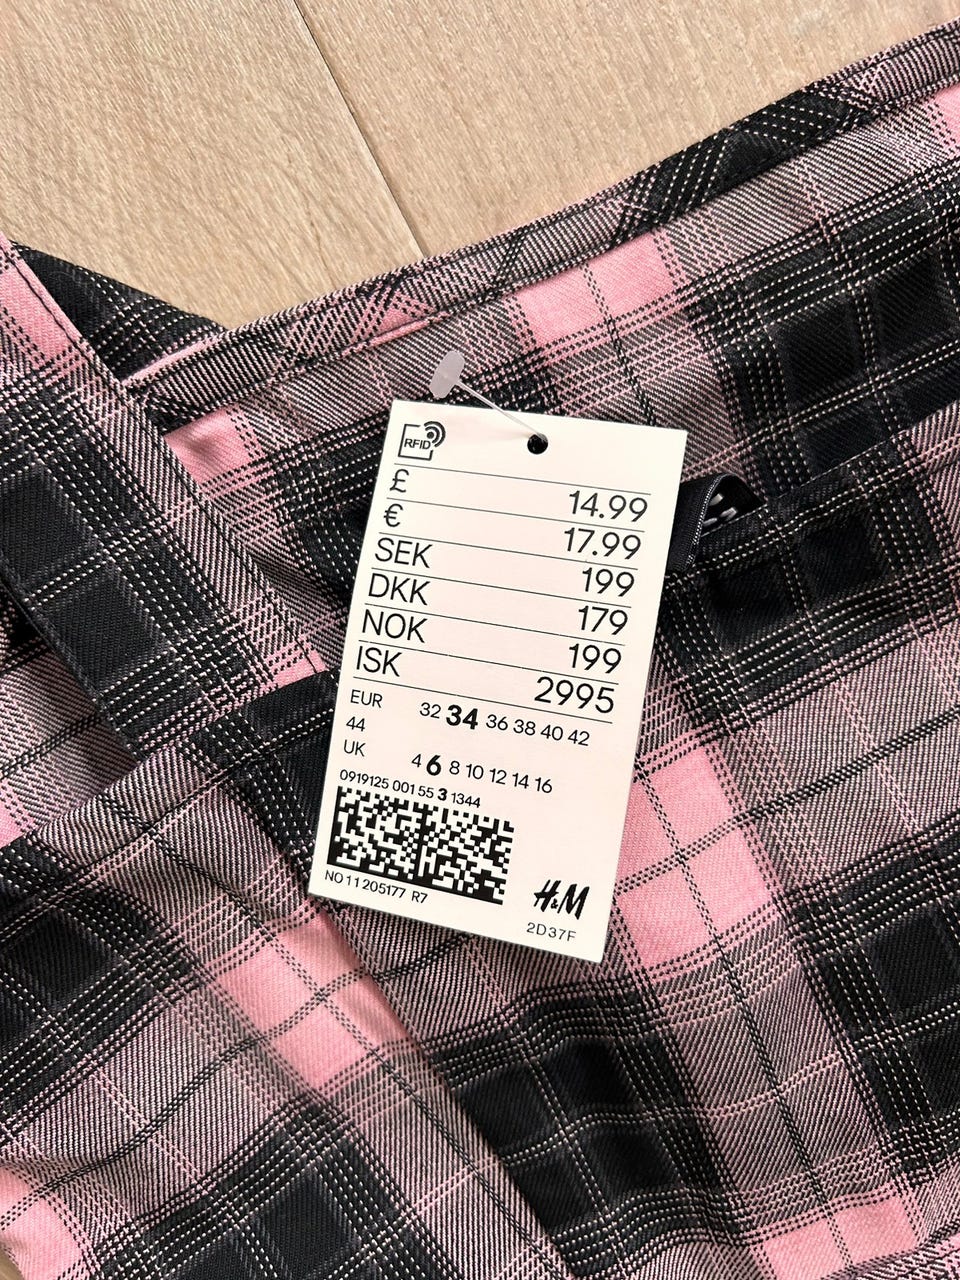 RFID
£ 14.99
€ 17.99
SEK 199
DKK 179
NOK 199
ISK 2995
EUR 32 34 36 38 40 42
44
UK 4 6 8 10 12 14 16
0919125 001 55 3 1344
NO 11 205177 R7
H&M
2D37F